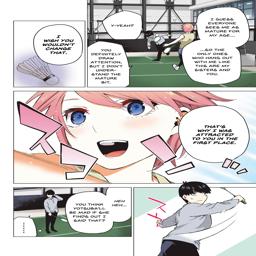 I GUESS
EVERYONE
SEES ME AS
MATURE FOR
MY AGE...
...SO THE
ONLY ONES
WHO HANG OUT
WITH ME LIKE
THIS ARE MY
SISTERS AND
YOU.
Y-YEAH?
YOU
DEFINITELY
DRAW
ATTENTION,
BUT I DIDN'T
UNDER-
STAND THE
MATURE
BIT.
I WISH
YOU
WOULDN'T
CHANGE
THAT.
THAT'S
WHY I WAS
ATTRACTED
TO YOU IN THE
FIRST PLACE.
HEH
HEH...
YOU THINK
YOTSUBA'LL
BE MAD IF SHE
FINDS OUT I
SAID THAT?